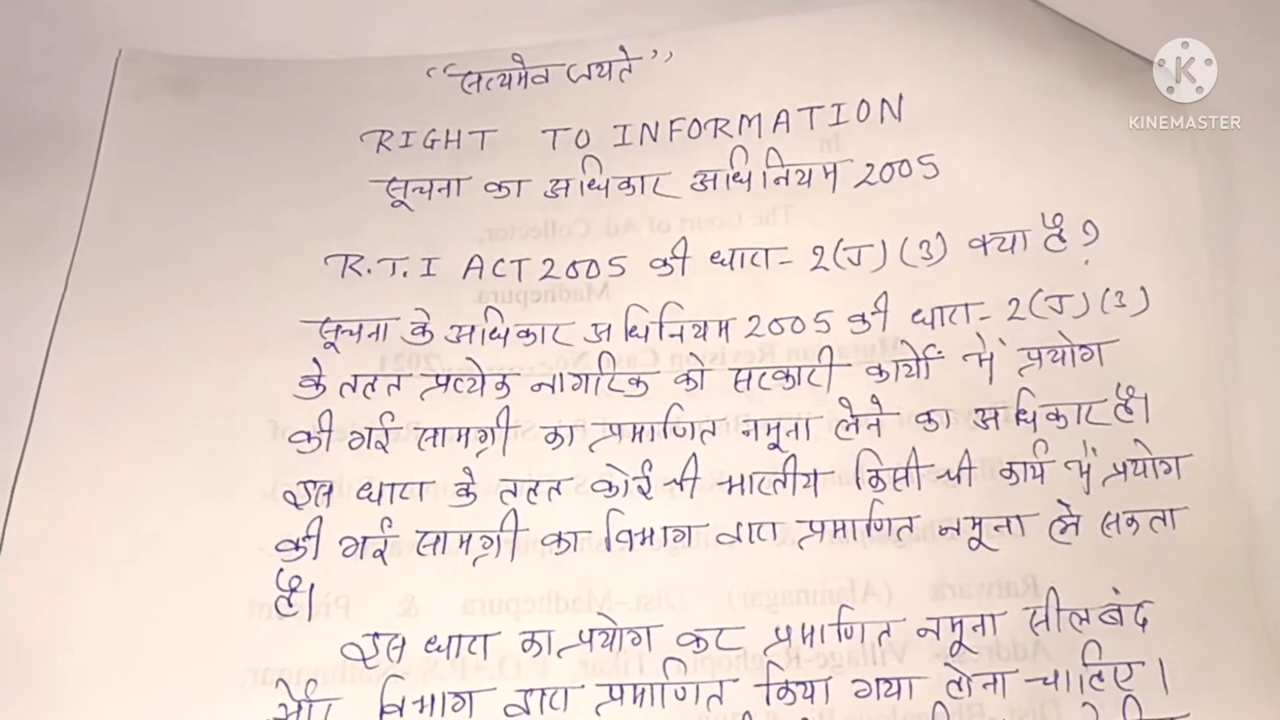 "सत्यमेव जयते"
RIGHT TO INFORMATION
सूचना का अधिकार अधिनियम 2005
R.T.I ACT 2005 की धारा- 2(J)(3) क्या है?
सूचना के अधिकार अधिनियम 2005 की धारा- 2(J)(3)
के तहत प्रत्येक नागरिक को सरकारी कार्यो में प्रयोग
की गई सामग्री का प्रमाणित नमूना लेने का अधिकार है।
इस धारा के तहत कोई भी भारतीय किसी भी कार्य में प्रयोग
की गई सामग्री का विभाग द्वारा प्रमाणित नमूना ले सकता
है।
इस धारा का प्रयोग कर प्रमाणित नमूना सीलबंद
और विभाग द्वारा प्रमाणित किया गया लेना चाहिए।
KINEMASTER